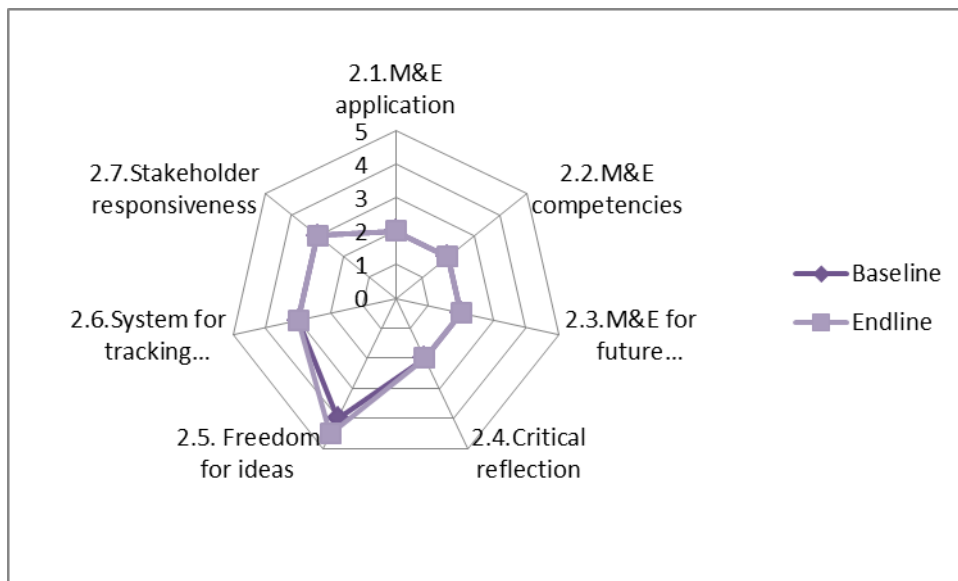 2.1.M&E
application
5
4
3
2
1
0
2.2.M&E
competencies
2.3.M&E for
future...
2.4.Critical
reflection
2.5. Freedom
for ideas
2.6.System for
tracking...
2.7.Stakeholder
responsiveness
Baseline
Endline